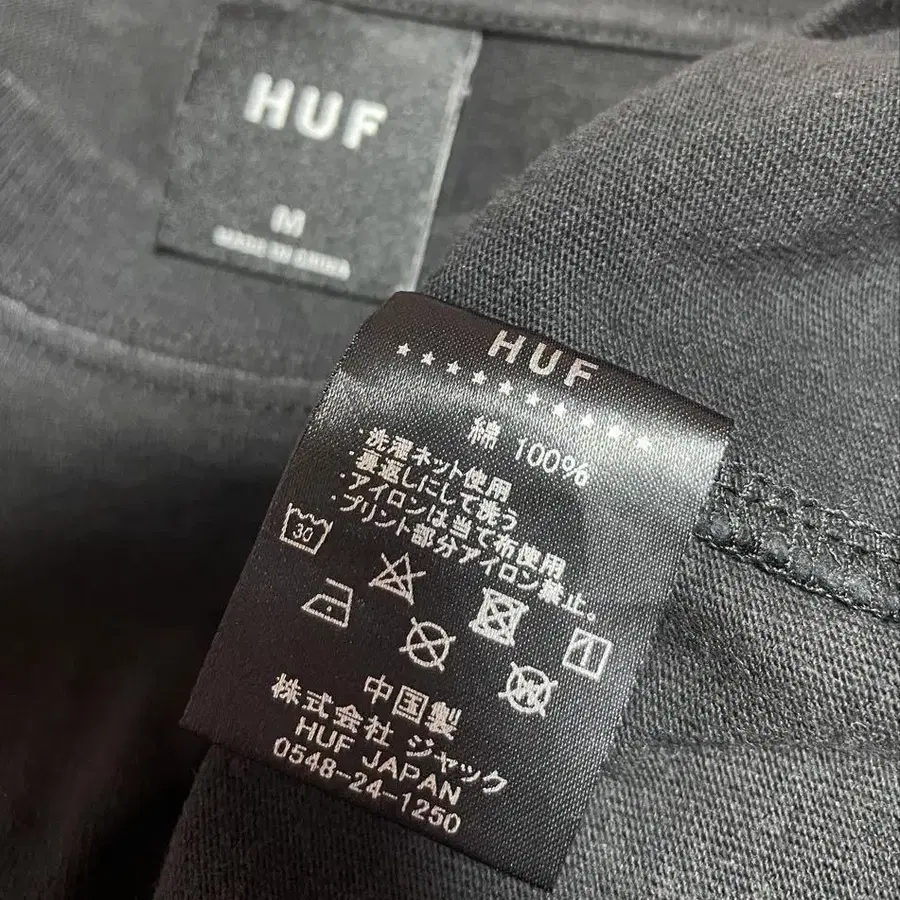 HUF
M
MADE IN CHINA
HUF
綿 100%
・洗濯ネット使用
・裏返しにして洗う
・アイロンは当て布使用
プリント部分アイロン禁止。
30
W
中国製
株式会社 ジャック
HUF JAPAN
0548-24-1250